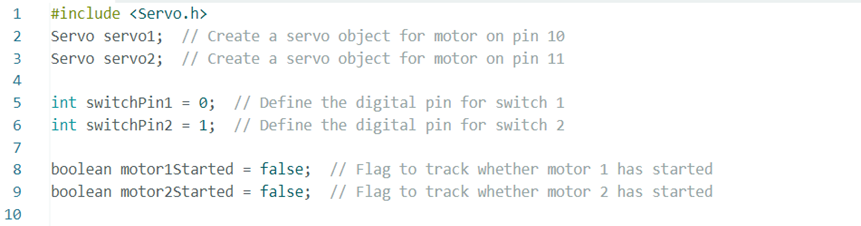 1 #include <Servo.h>
2 Servo servo1;  // Create a servo object for motor on pin 10
3 Servo servo2;  // Create a servo object for motor on pin 11
4
5 int switchPin1 = 0;  // Define the digital pin for switch 1
6 int switchPin2 = 1;  // Define the digital pin for switch 2
7
8 boolean motor1Started = false;  // Flag to track whether motor 1 has started
9 boolean motor2Started = false;  // Flag to track whether motor 2 has started
10